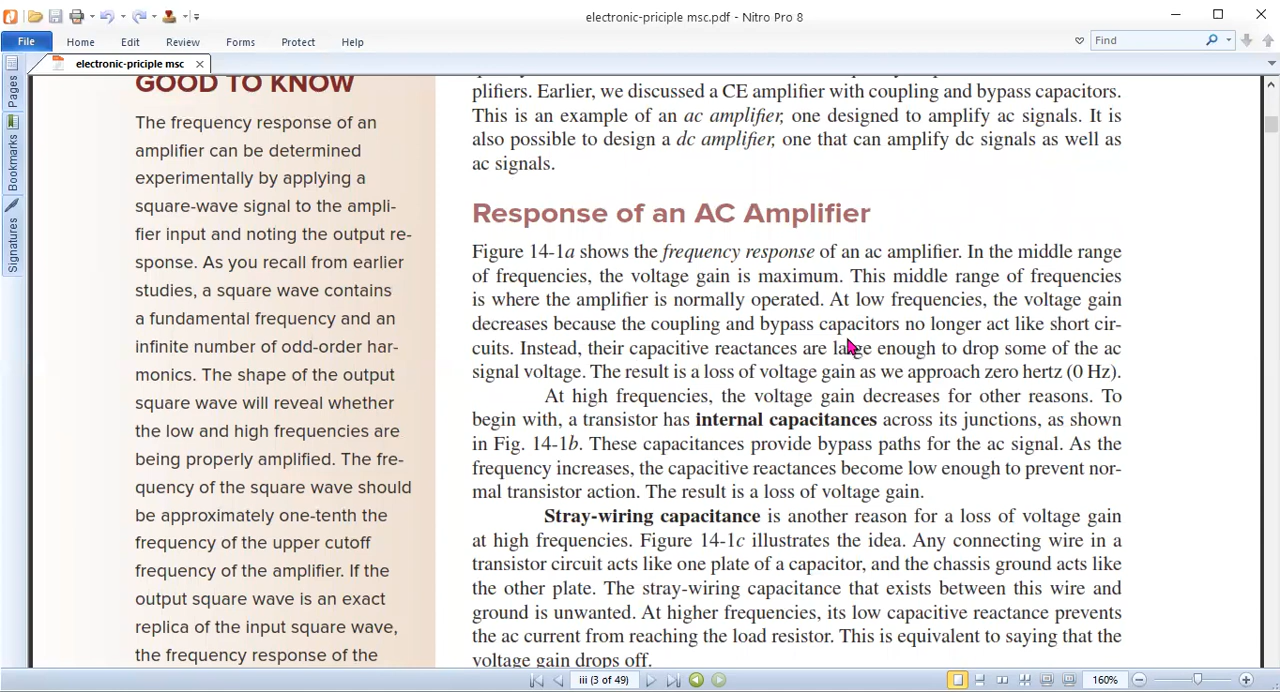 electronic-priciple msc.pdf - Nitro Pro 8
File Home Edit Review Forms Protect Help Find
electronic-priciple msc
Pages
Bookmarks
Signatures
GOOD TO KNOW
The frequency response of an
amplifier can be determined
experimentally by applying a
square-wave signal to the ampli-
fier input and noting the output re-
sponse. As you recall from earlier
studies, a square wave contains
a fundamental frequency and an
infinite number of odd-order har-
monics. The shape of the output
square wave will reveal whether
the low and high frequencies are
being properly amplified. The fre-
quency of the square wave should
be approximately one-tenth the
frequency of the upper cutoff
frequency of the amplifier. If the
output square wave is an exact
replica of the input square wave,
the frequency response of the
plifiers. Earlier, we discussed a CE amplifier with coupling and bypass capacitors.
This is an example of an ac amplifier, one designed to amplify ac signals. It is
also possible to design a dc amplifier, one that can amplify dc signals as well as
ac signals.
Response of an AC Amplifier
Figure 14-1a shows the frequency response of an ac amplifier. In the middle range
of frequencies, the voltage gain is maximum. This middle range of frequencies
is where the amplifier is normally operated. At low frequencies, the voltage gain
decreases because the coupling and bypass capacitors no longer act like short cir-
cuits. Instead, their capacitive reactances are large enough to drop some of the ac
signal voltage. The result is a loss of voltage gain as we approach zero hertz (0 Hz).
At high frequencies, the voltage gain decreases for other reasons. To
begin with, a transistor has internal capacitances across its junctions, as shown
in Fig. 14-1b. These capacitances provide bypass paths for the ac signal. As the
frequency increases, the capacitive reactances become low enough to prevent nor-
mal transistor action. The result is a loss of voltage gain.
Stray-wiring capacitance is another reason for a loss of voltage gain
at high frequencies. Figure 14-1c illustrates the idea. Any connecting wire in a
transistor circuit acts like one plate of a capacitor, and the chassis ground acts like
the other plate. The stray-wiring capacitance that exists between this wire and
ground is unwanted. At higher frequencies, its low capacitive reactance prevents
the ac current from reaching the load resistor. This is equivalent to saying that the
voltage gain drops off.
iii (3 of 49) 160%